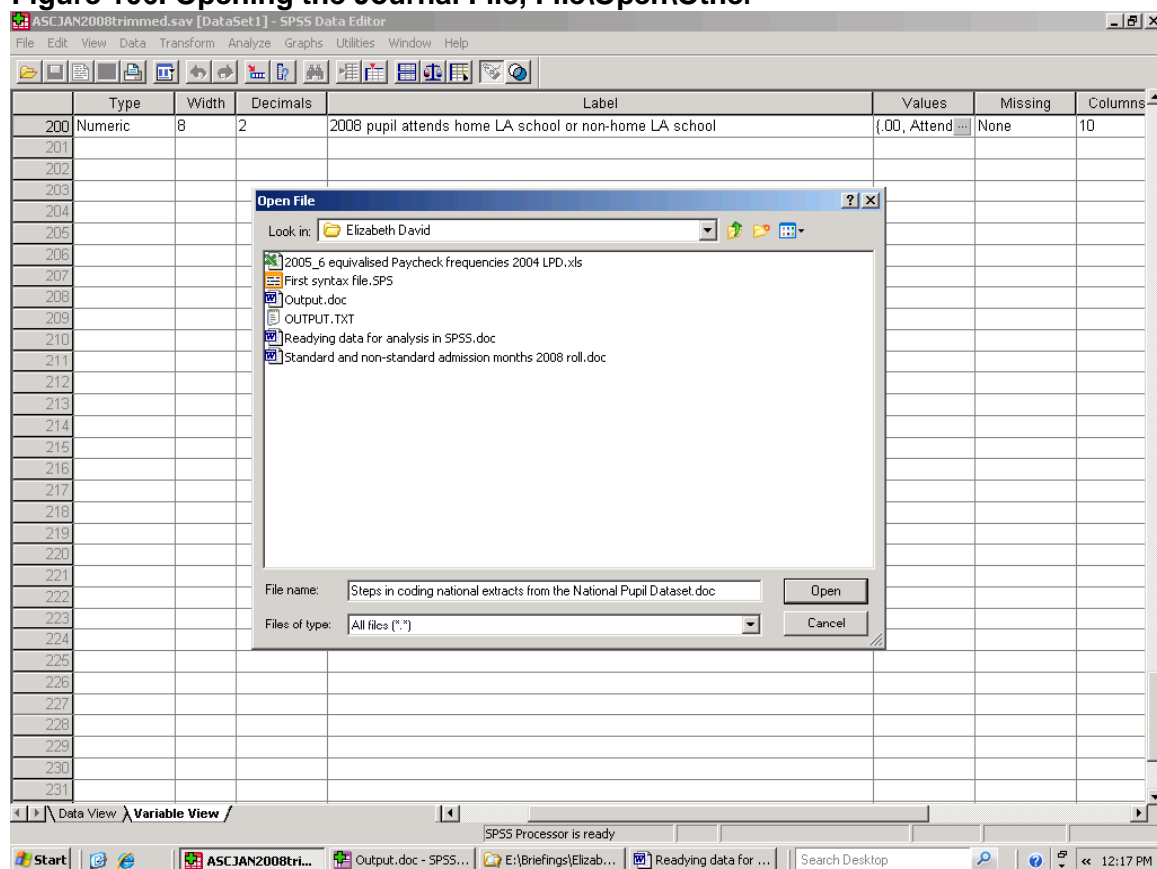 Figure 106: Opening the Journal File, File\Open\Other
ASCJAN2008trimmed.sav [DataSet1] - SPSS Data Editor
File Edit View Data Transform Analyze Graphs Utilities Window Help
Type Width Decimals Label Values Missing Columns
200 Numeric 8 2 2008 pupil attends home LA school or non-home LA school {.00, Attend ... None 10
201
202
203
204
205
206
207
208
209
210
211
212
213
214
215
216
217
218
219
220
221
222
223
224
225
226
227
228
229
230
231
Open File
Look in: Elizabeth David
2005_6 equivalised Paycheck frequencies 2004 LPD.xls
First syntax file.SPS
Output.doc
OUTPUT.TXT
Readying data for analysis in SPSS.doc
Standard and non-standard admission months 2008 roll.doc
File name: Steps in coding national extracts from the National Pupil Dataset.doc Open
Files of type: All files (*.*) Cancel
Data View Variable View
SPSS Processor is ready
Start ASCJAN2008tri... Output.doc - SPSS... E:\Briefings\Elizab... Readying data for ... Search Desktop « 12:17 PM